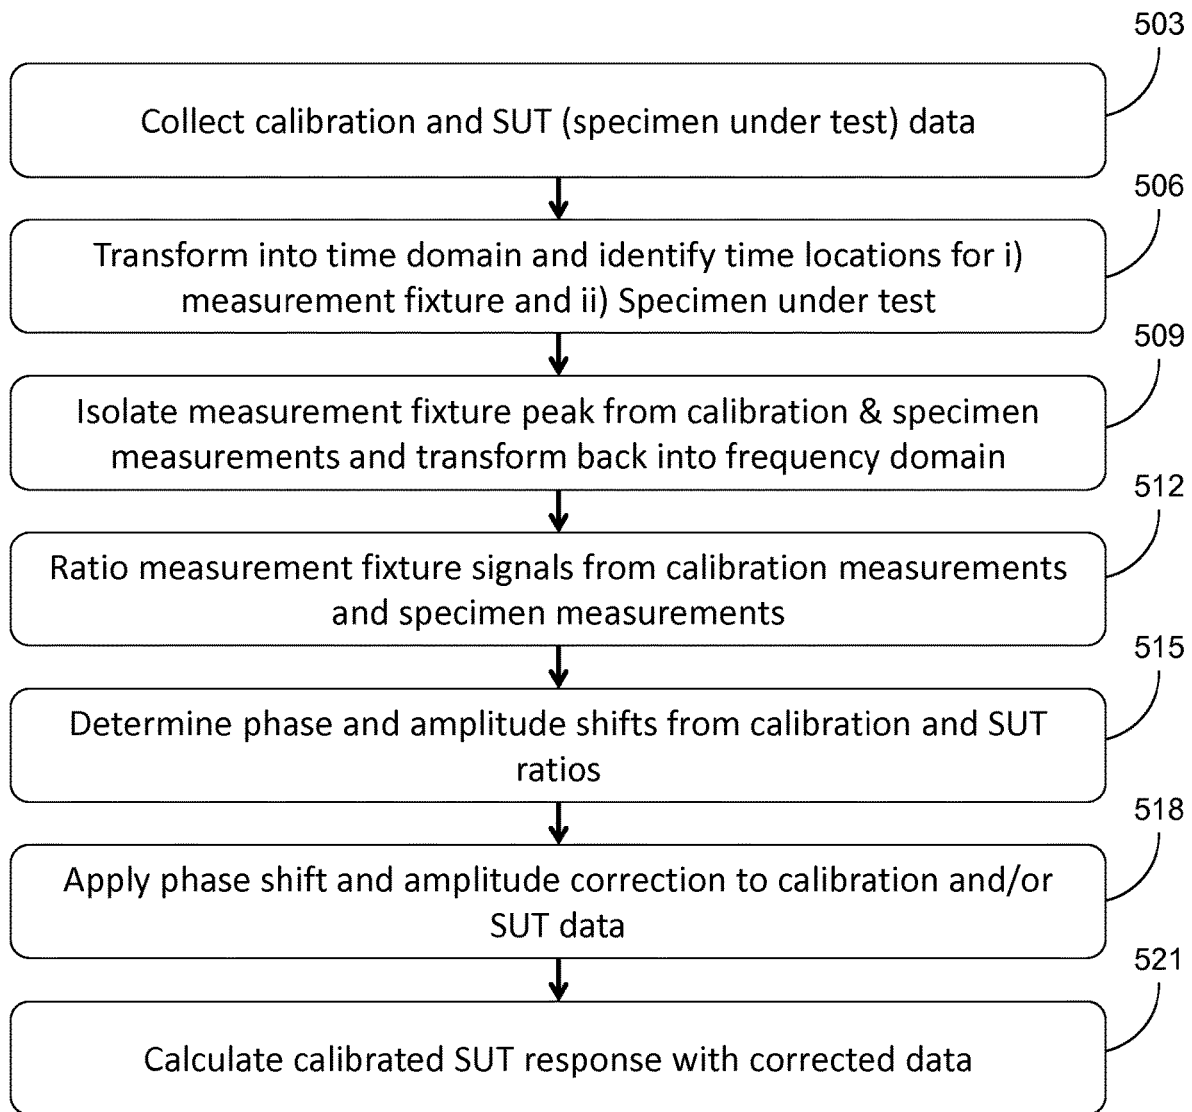 503
Collect calibration and SUT (specimen under test) data
506
Transform into time domain and identify time locations for i)
measurement fixture and ii) Specimen under test
509
Isolate measurement fixture peak from calibration & specimen
measurements and transform back into frequency domain
512
Ratio measurement fixture signals from calibration measurements
and specimen measurements
515
Determine phase and amplitude shifts from calibration and SUT
ratios
518
Apply phase shift and amplitude correction to calibration and/or
SUT data
521
Calculate calibrated SUT response with corrected data